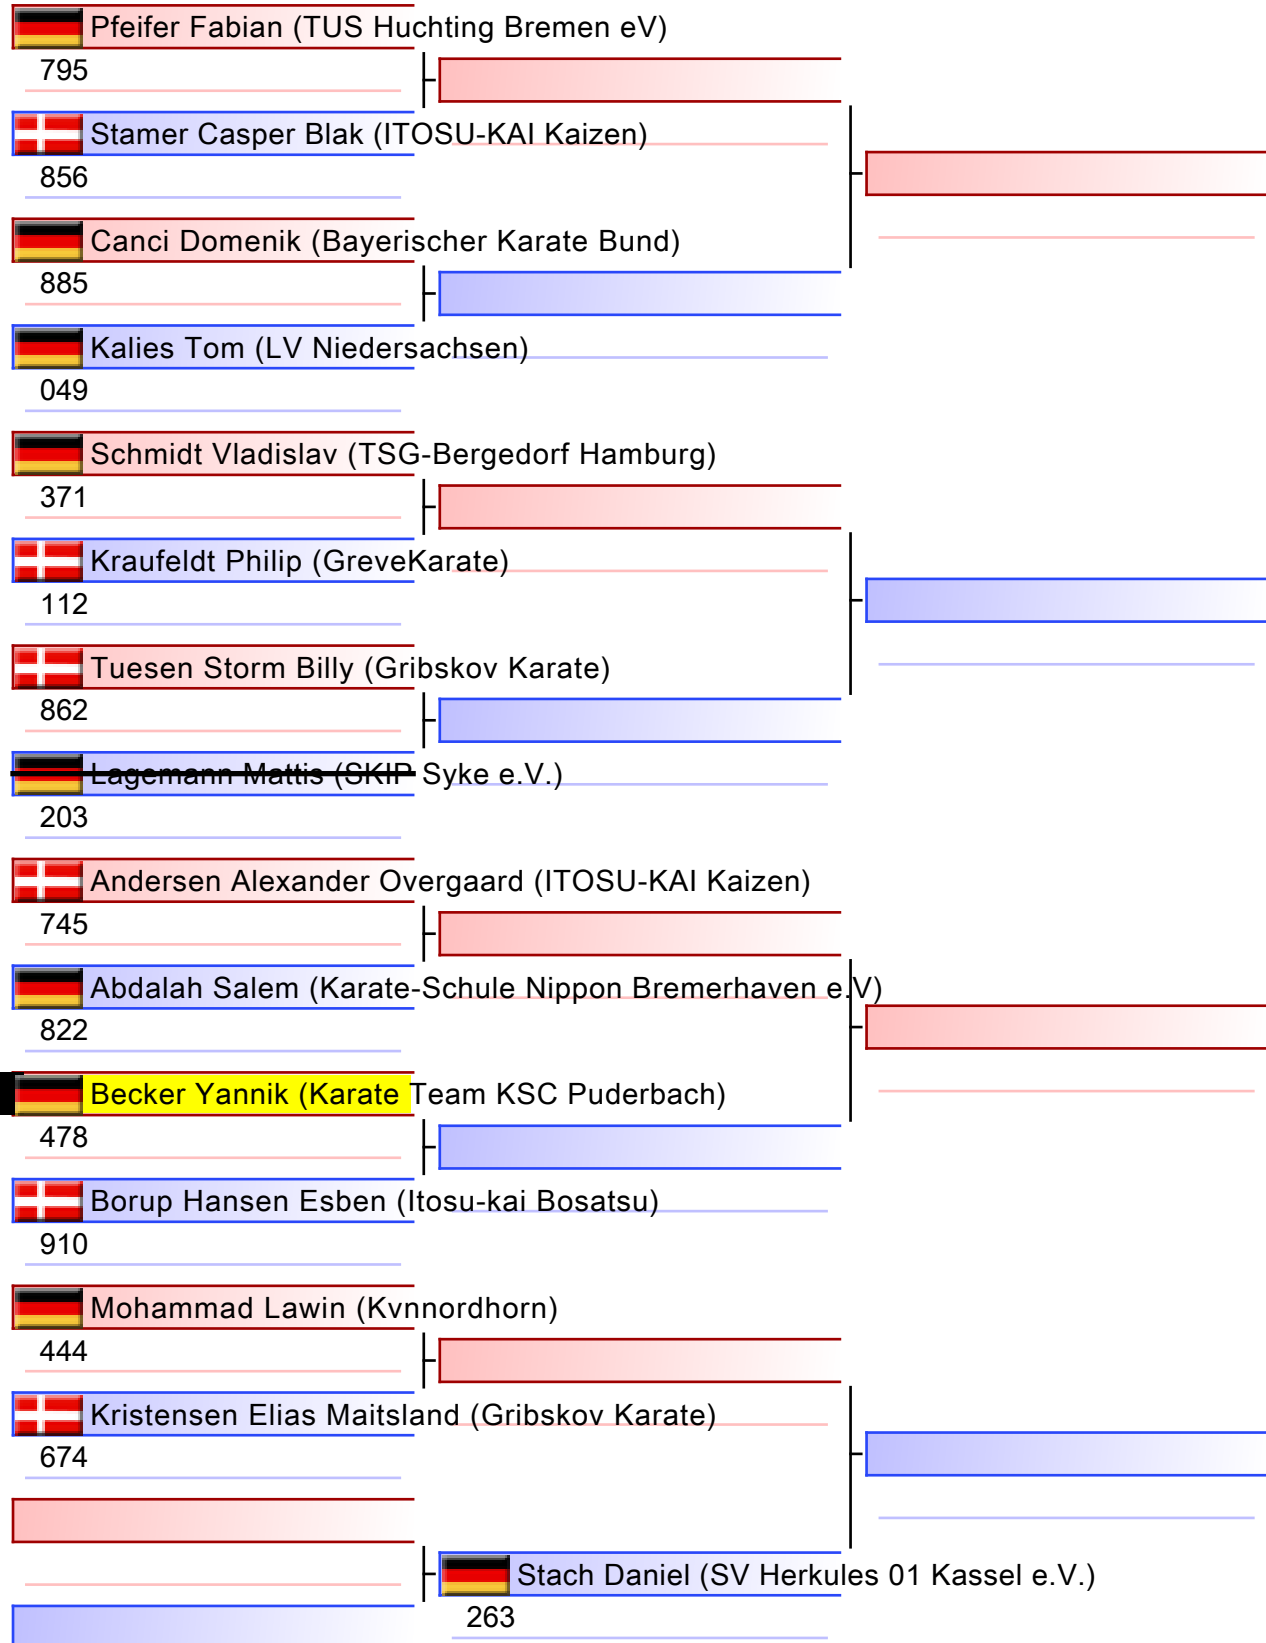 Pfeifer Fabian (TUS Huchting Bremen eV)
795
Stamer Casper Blak (ITOSU-KAI Kaizen)
856
Canci Domenik (Bayerischer Karate Bund)
885
Kalies Tom (LV Niedersachsen)
049
Schmidt Vladislav (TSG-Bergedorf Hamburg)
371
Kraufeldt Philip (GreveKarate)
112
Tuesen Storm Billy (Gribskov Karate)
862
Lagemann Mattis (SKIP Syke e.V.)
203
Andersen Alexander Overgaard (ITOSU-KAI Kaizen)
745
Abdalah Salem (Karate-Schule Nippon Bremerhaven e.V)
822
Becker Yannik (Karate Team KSC Puderbach)
478
Borup Hansen Esben (Itosu-kai Bosatsu)
910
Mohammad Lawin (Kvnnordhorn)
444
Kristensen Elias Maitsland (Gribskov Karate)
674
Stach Daniel (SV Herkules 01 Kassel e.V.)
263